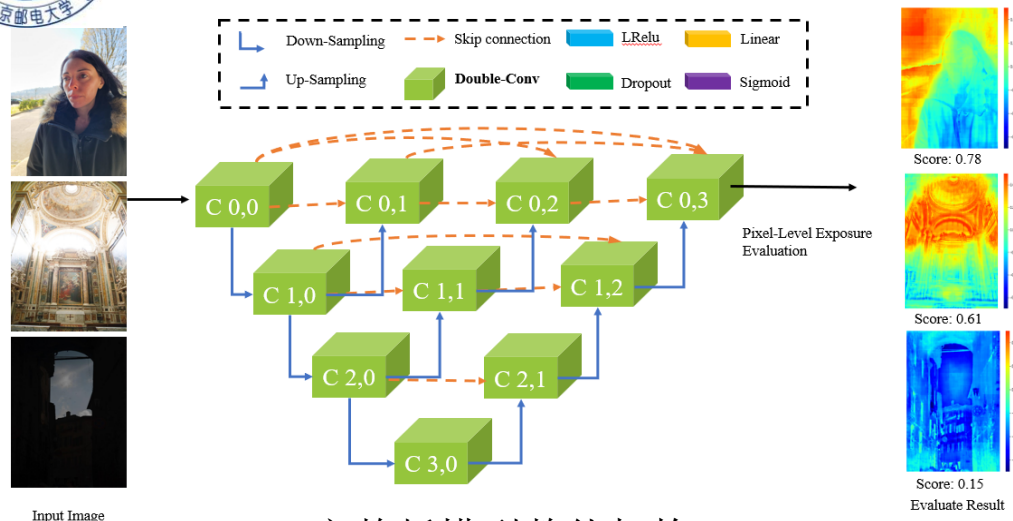 京邮电大学
Down-Sampling
Skip connection
LRelu
Linear
Up-Sampling
Double-Conv
Dropout
Sigmoid
C 0,0
C 0,1
C 0,2
C 0,3
C 1,0
C 1,1
C 1,2
C 2,0
C 2,1
C 3,0
Pixel-Level Exposure
Evaluation
Score: 0.78
Score: 0.61
Score: 0.15
Input Image
Evaluate Result